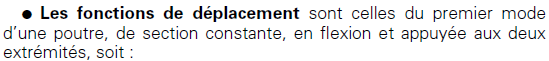 ● Les fonctions de déplacement sont celles du premier mode
d’une poutre, de section constante, en flexion et appuyée aux deux
extrémités, soit :